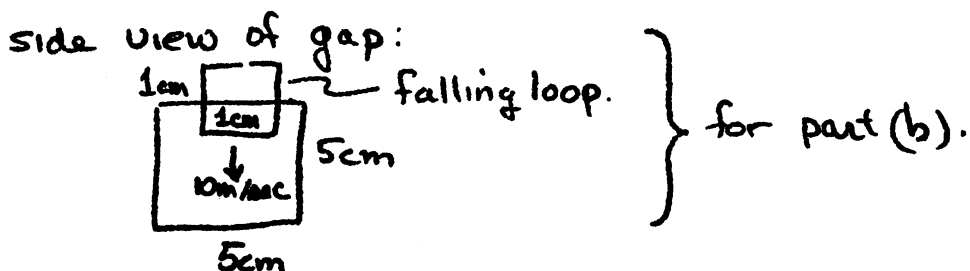 side view of gap:
1cm
falling loop.
1cm
for part (b).
5cm
10m/sec
5cm